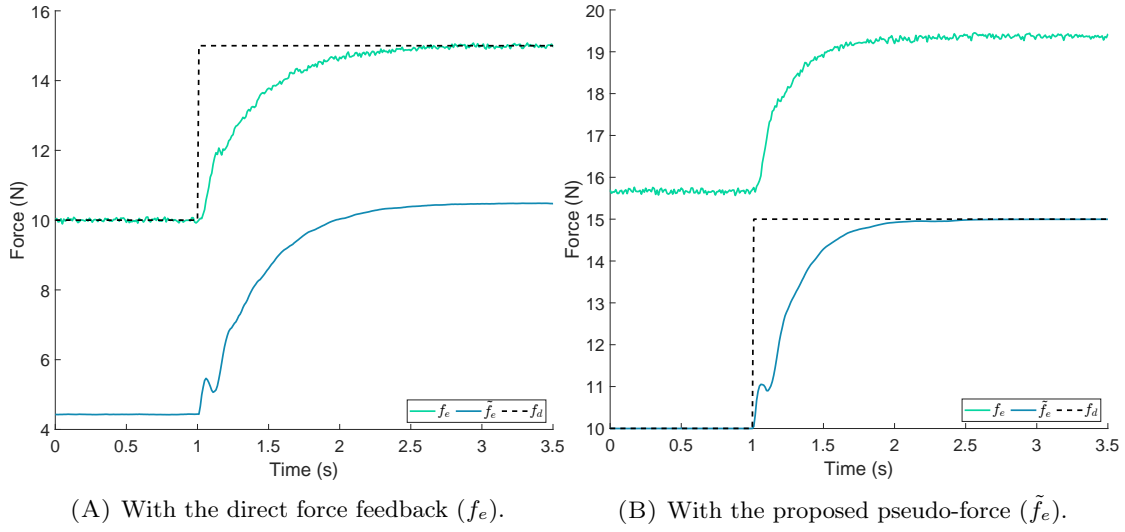 16
14
12
10
8
6
4
Force (N)
0 0.5 1 1.5 2 2.5 3 3.5
Time (s)
f_e f̃_e f_d
(A) With the direct force feedback (f_e).
20
19
18
17
16
15
14
13
12
11
10
Force (N)
0 0.5 1 1.5 2 2.5 3 3.5
Time (s)
f_e f̃_e f_d
(B) With the proposed pseudo-force (f̃_e).